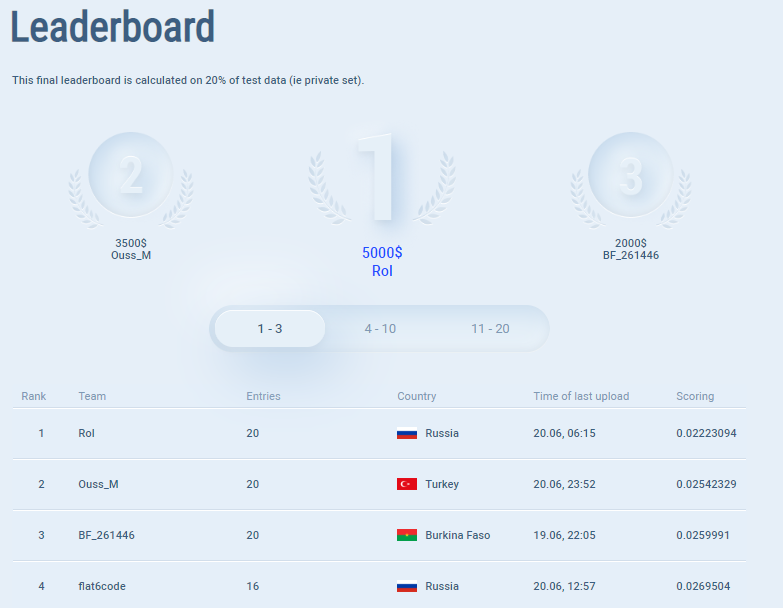 Leaderboard
This final leaderboard is calculated on 20% of test data (ie private set).
2
1
3
3500$
Ouss_M
5000$
RoI
2000$
BF_261446
1 - 3 4 - 10 11 - 20
Rank Team Entries Country Time of last upload Scoring
1 RoI 20 Russia 20.06, 06:15 0.02223094
2 Ouss_M 20 Turkey 20.06, 23:52 0.02542329
3 BF_261446 20 Burkina Faso 19.06, 22:05 0.0259991
4 flat6code 16 Russia 20.06, 12:57 0.0269504